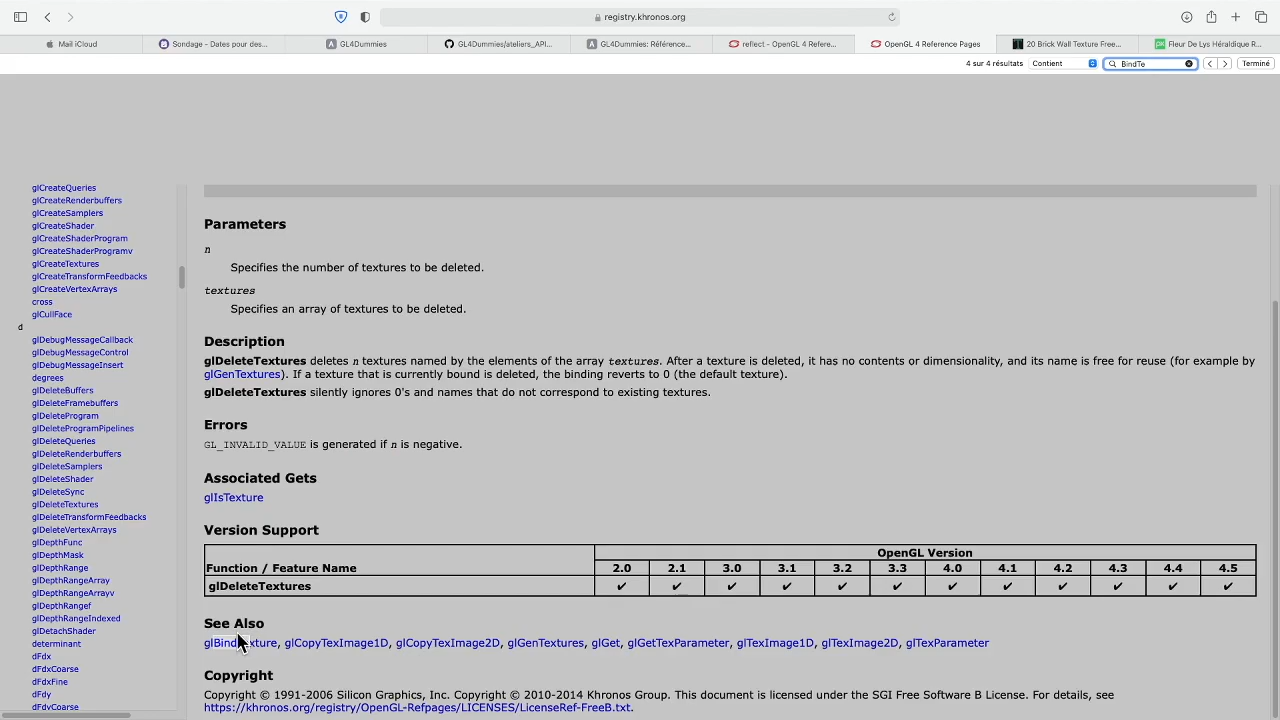 registry.khronos.org
Mail iCloud
Sondage - Dates pour des...
GL4Dummies
GL4Dummies/ateliers_API...
GL4Dummies: Référence...
reflect - OpenGL 4 Refere...
OpenGL 4 Reference Pages
20 Brick Wall Texture Free...
Fleur De Lys Héraldique R...
4 sur 4 résultats
Contient
BindTe
Terminé
glCreateQueries
glCreateRenderbuffers
glCreateSamplers
glCreateShader
glCreateShaderProgram
glCreateShaderProgramv
glCreateTextures
glCreateTransformFeedbacks
glCreateVertexArrays
cross
glCullFace
d
glDebugMessageCallback
glDebugMessageControl
glDebugMessageInsert
degrees
glDeleteBuffers
glDeleteFramebuffers
glDeleteProgram
glDeleteProgramPipelines
glDeleteQueries
glDeleteRenderbuffers
glDeleteSamplers
glDeleteShader
glDeleteSync
glDeleteTextures
glDeleteTransformFeedbacks
glDeleteVertexArrays
glDepthFunc
glDepthMask
glDepthRange
glDepthRangeArray
glDepthRangeArrayv
glDepthRangef
glDepthRangeIndexed
glDetachShader
determinant
dFdx
dFdxCoarse
dFdxFine
dFdy
dFdyCoarse
Parameters
n
Specifies the number of textures to be deleted.
textures
Specifies an array of textures to be deleted.
Description
glDeleteTextures deletes n textures named by the elements of the array textures. After a texture is deleted, it has no contents or dimensionality, and its name is free for reuse (for example by
glGenTextures). If a texture that is currently bound is deleted, the binding reverts to 0 (the default texture).
glDeleteTextures silently ignores 0's and names that do not correspond to existing textures.
Errors
GL_INVALID_VALUE is generated if n is negative.
Associated Gets
glIsTexture
Version Support
OpenGL Version
Function / Feature Name 2.0 2.1 3.0 3.1 3.2 3.3 4.0 4.1 4.2 4.3 4.4 4.5
glDeleteTextures ✔ ✔ ✔ ✔ ✔ ✔ ✔ ✔ ✔ ✔ ✔ ✔
See Also
glBindTexture, glCopyTexImage1D, glCopyTexImage2D, glGenTextures, glGet, glGetTexParameter, glTexImage1D, glTexImage2D, glTexParameter
Copyright
Copyright © 1991-2006 Silicon Graphics, Inc. Copyright © 2010-2014 Khronos Group. This document is licensed under the SGI Free Software B License. For details, see
https://khronos.org/registry/OpenGL-Refpages/LICENSES/LicenseRef-FreeB.txt.